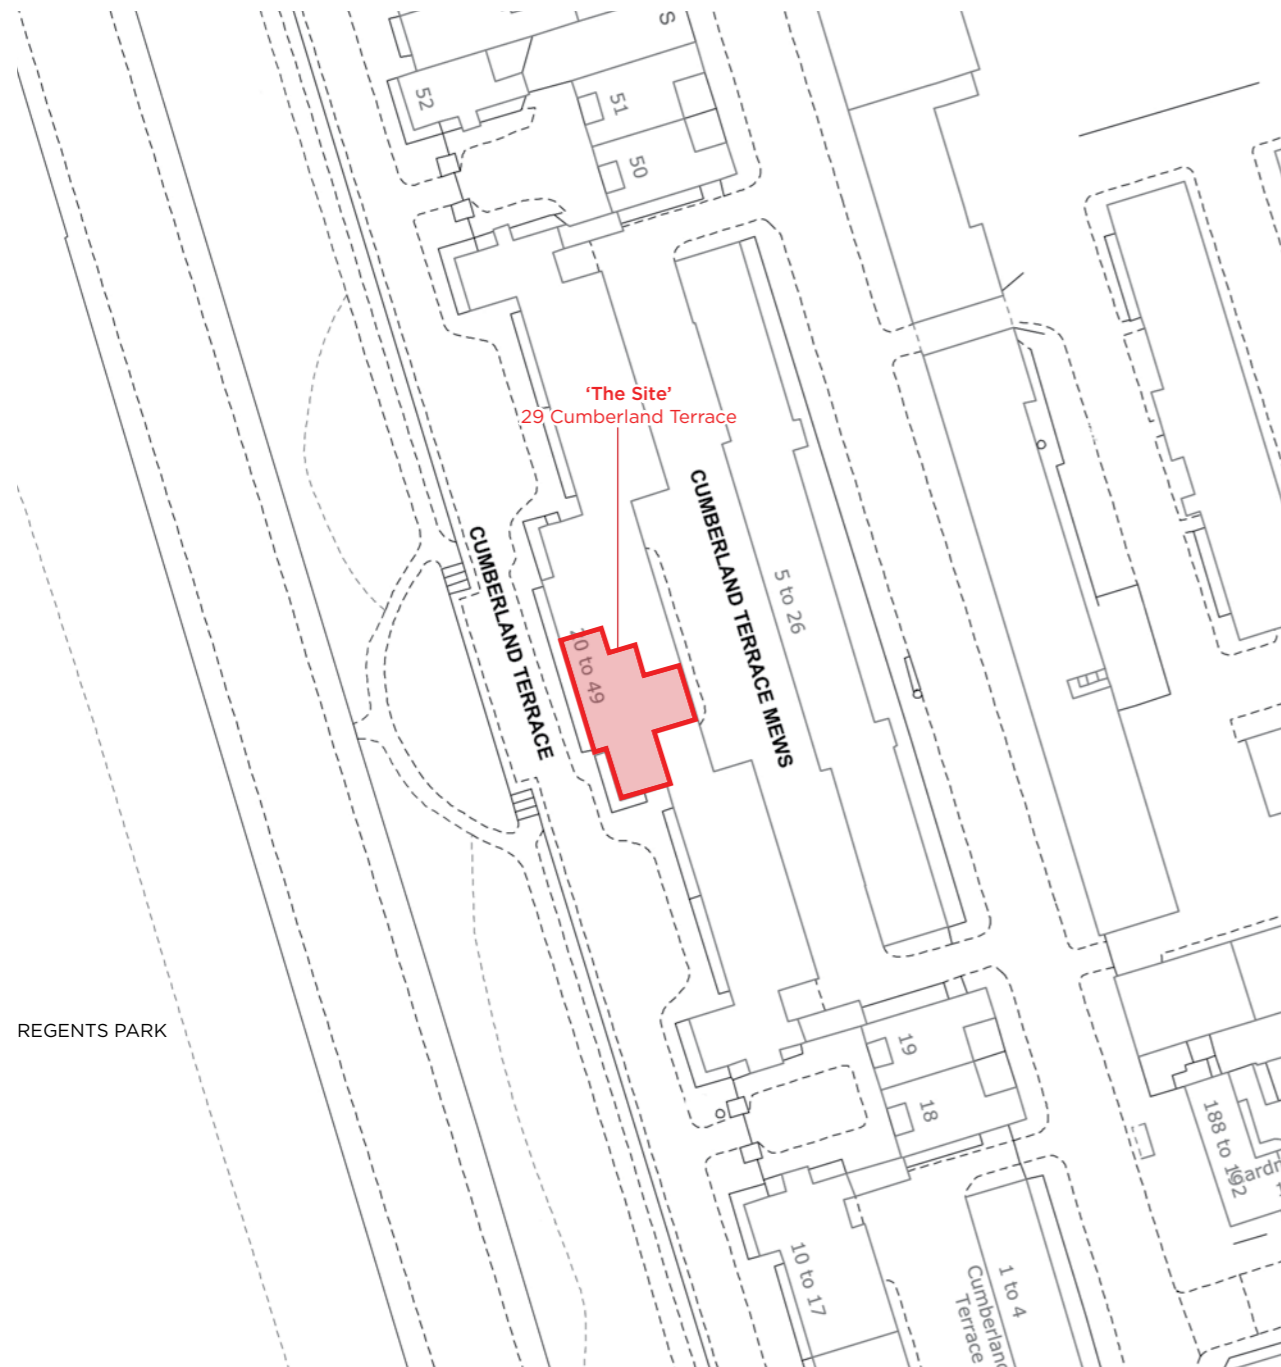 S
52
51
50
‘The Site’
29 Cumberland Terrace
CUMBERLAND TERRACE
CUMBERLAND TERRACE MEWS
5 to 26
20 to 49
REGENTS PARK
19
18
188 to 192
10 to 17
1 to 4
Cumberland
Terrace